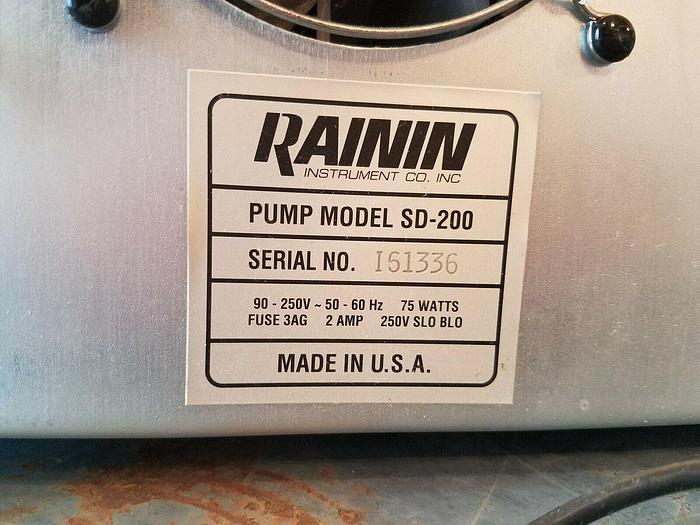 RAININ
INSTRUMENT CO. INC
PUMP MODEL SD-200
SERIAL NO. I61336
90 - 250V ~ 50 - 60 Hz 75 WATTS
FUSE 3AG 2 AMP 250V SLO BLO
MADE IN U.S.A.